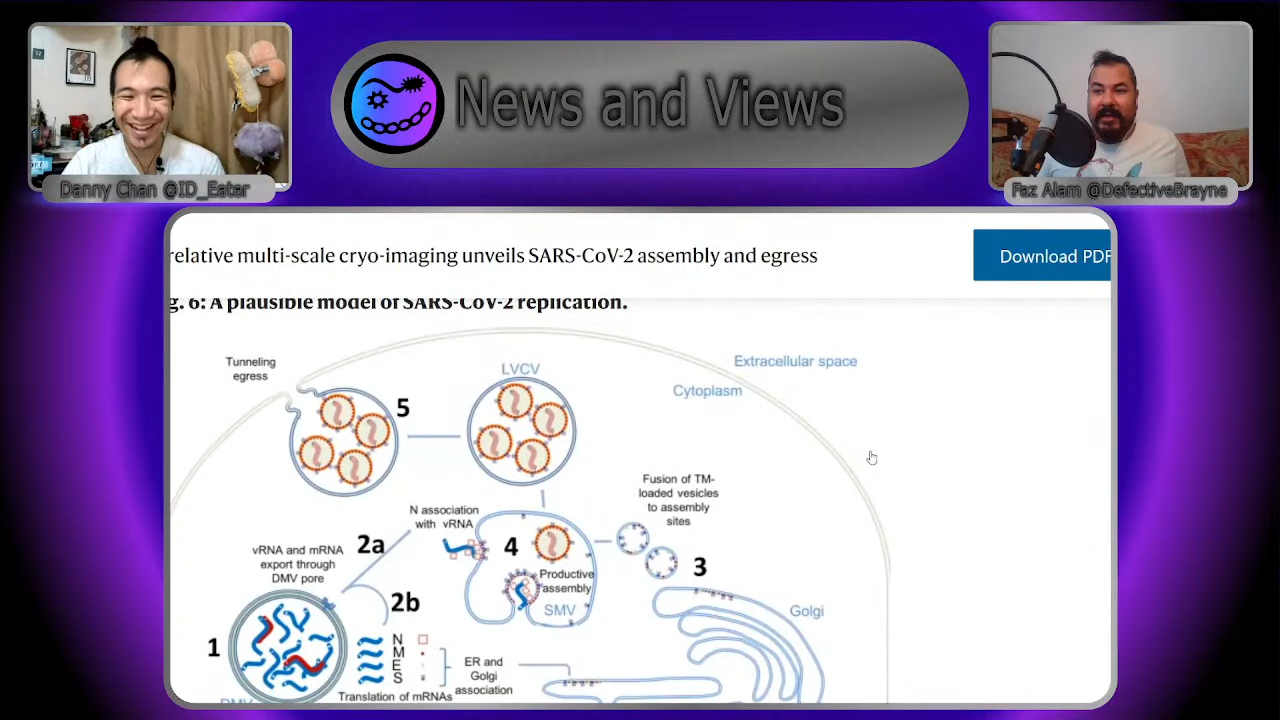 News and Views
Danny Chan @ID_Eater
Faz Alam @DefectiveBrayne
relative multi-scale cryo-imaging unveils SARS-CoV-2 assembly and egress
Download PDF
g. 6: A plausible model of SARS-CoV-2 replication.
Tunneling
egress
5
LVCV
Extracellular space
Cytoplasm
N association
with vRNA
Fusion of TM-
loaded vesicles
to assembly
sites
vRNA and mRNA
export through
DMV pore
2a
4
Productive
assembly
SMV
3
Golgi
1
2b
N
M
E
S
ER and
Golgi
association
Translation of mRNAs
DMV